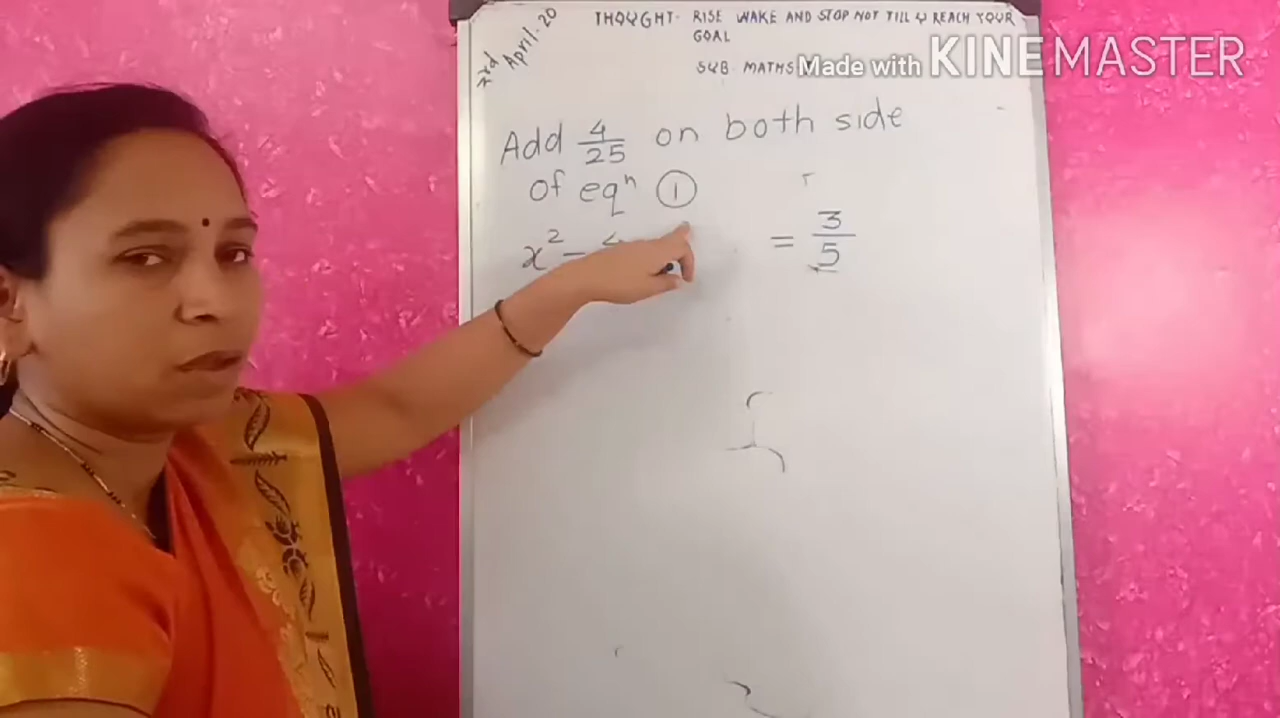 3rd April-20
THOUGHT- RISE WAKE AND STOP NOT TILL U REACH YOUR
GOAL
SUB- MATHS
Made with KINEMASTER
Add 4/25 on both side
of eqⁿ ①
x² - = 3/5